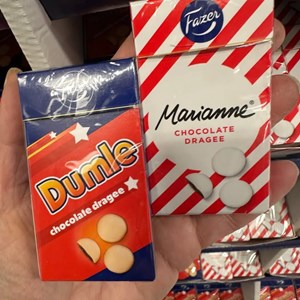 Fazer
Marianne
CHOCOLATE
DRAGEE
Dumle
chocolate dragee